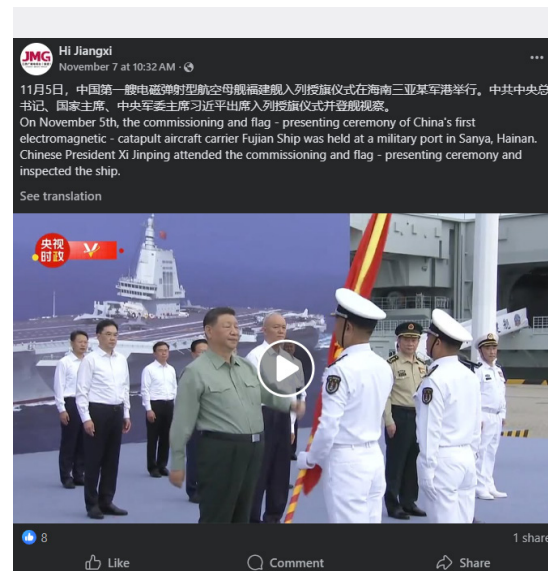 JMG
Hi Jiangxi
November 7 at 10:32 AM ·
11月5日，中国第一艘电磁弹射型航空母舰福建舰入列授旗仪式在海南三亚某军港举行。中共中央总
书记、国家主席、中央军委主席习近平出席入列授旗仪式并登舰视察。
On November 5th, the commissioning and flag - presenting ceremony of China's first
electromagnetic - catapult aircraft carrier Fujian Ship was held at a military port in Sanya, Hainan.
Chinese President Xi Jinping attended the commissioning and flag - presenting ceremony and
inspected the ship.
See translation
央视
时政
8
1 share
Like
Comment
Share